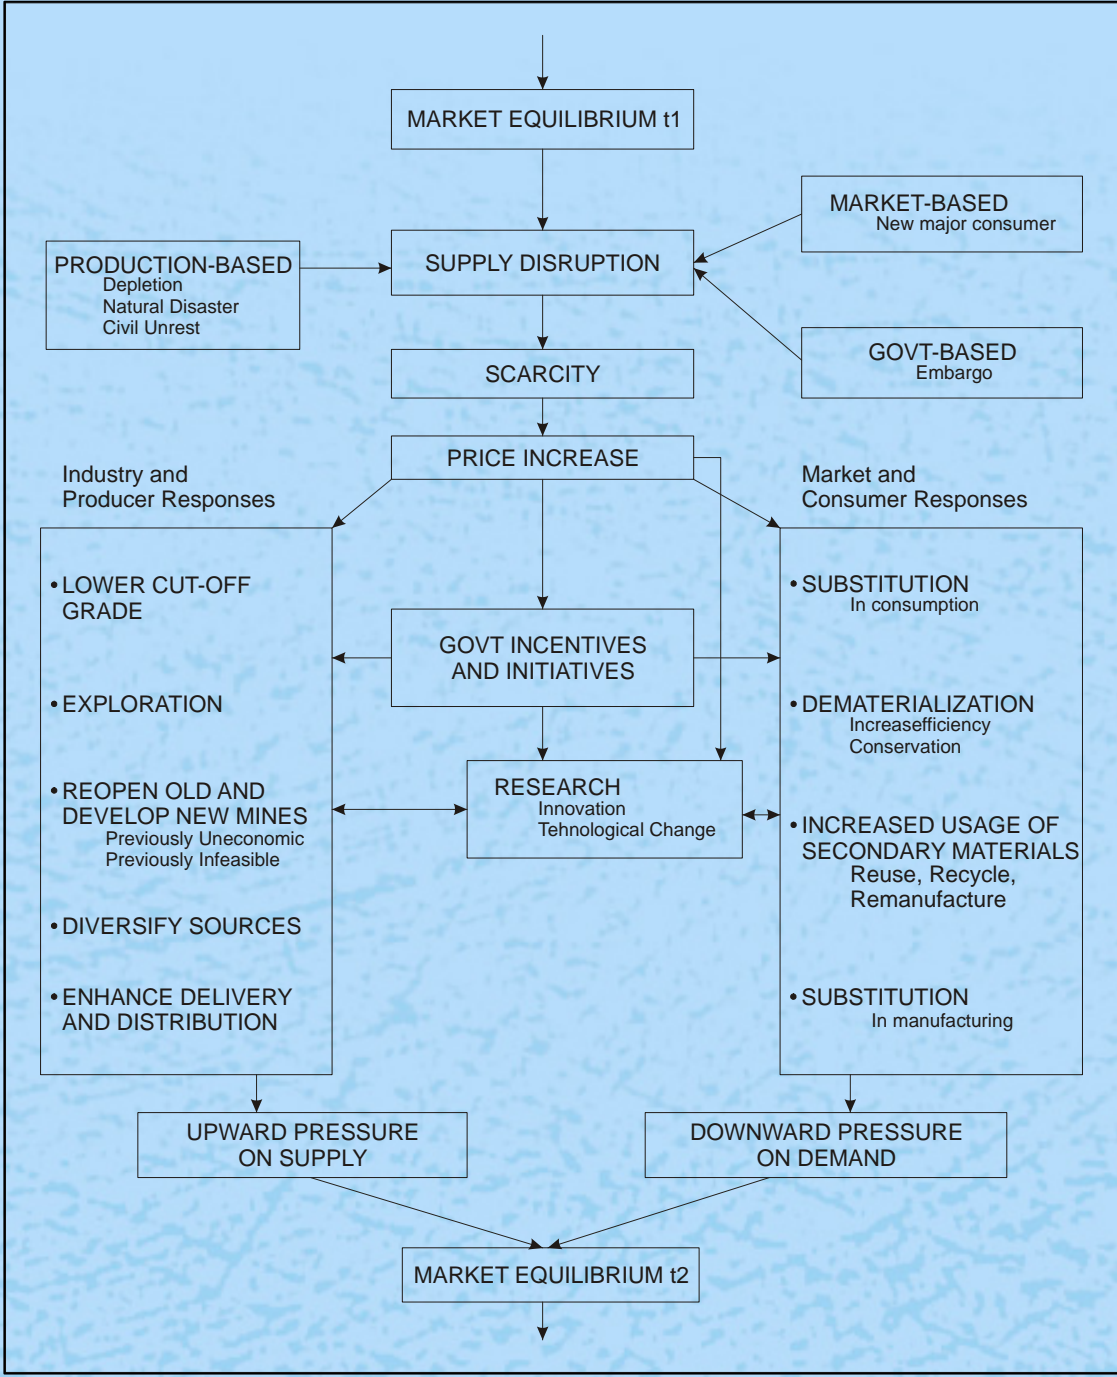 MARKET EQUILIBRIUM t1
MARKET-BASED
New major consumer
PRODUCTION-BASED
Depletion
Natural Disaster
Civil Unrest
SUPPLY DISRUPTION
GOVT-BASED
Embargo
SCARCITY
PRICE INCREASE
Industry and
Producer Responses
Market and
Consumer Responses
• LOWER CUT-OFF
GRADE
• EXPLORATION
• REOPEN OLD AND
DEVELOP NEW MINES
Previously Uneconomic
Previously Infeasible
• DIVERSIFY SOURCES
• ENHANCE DELIVERY
AND DISTRIBUTION
GOVT INCENTIVES
AND INITIATIVES
RESEARCH
Innovation
Tehnological Change
• SUBSTITUTION
In consumption
• DEMATERIALIZATION
Increasefficiency
Conservation
• INCREASED USAGE OF
SECONDARY MATERIALS
Reuse, Recycle,
Remanufacture
• SUBSTITUTION
In manufacturing
UPWARD PRESSURE
ON SUPPLY
DOWNWARD PRESSURE
ON DEMAND
MARKET EQUILIBRIUM t2